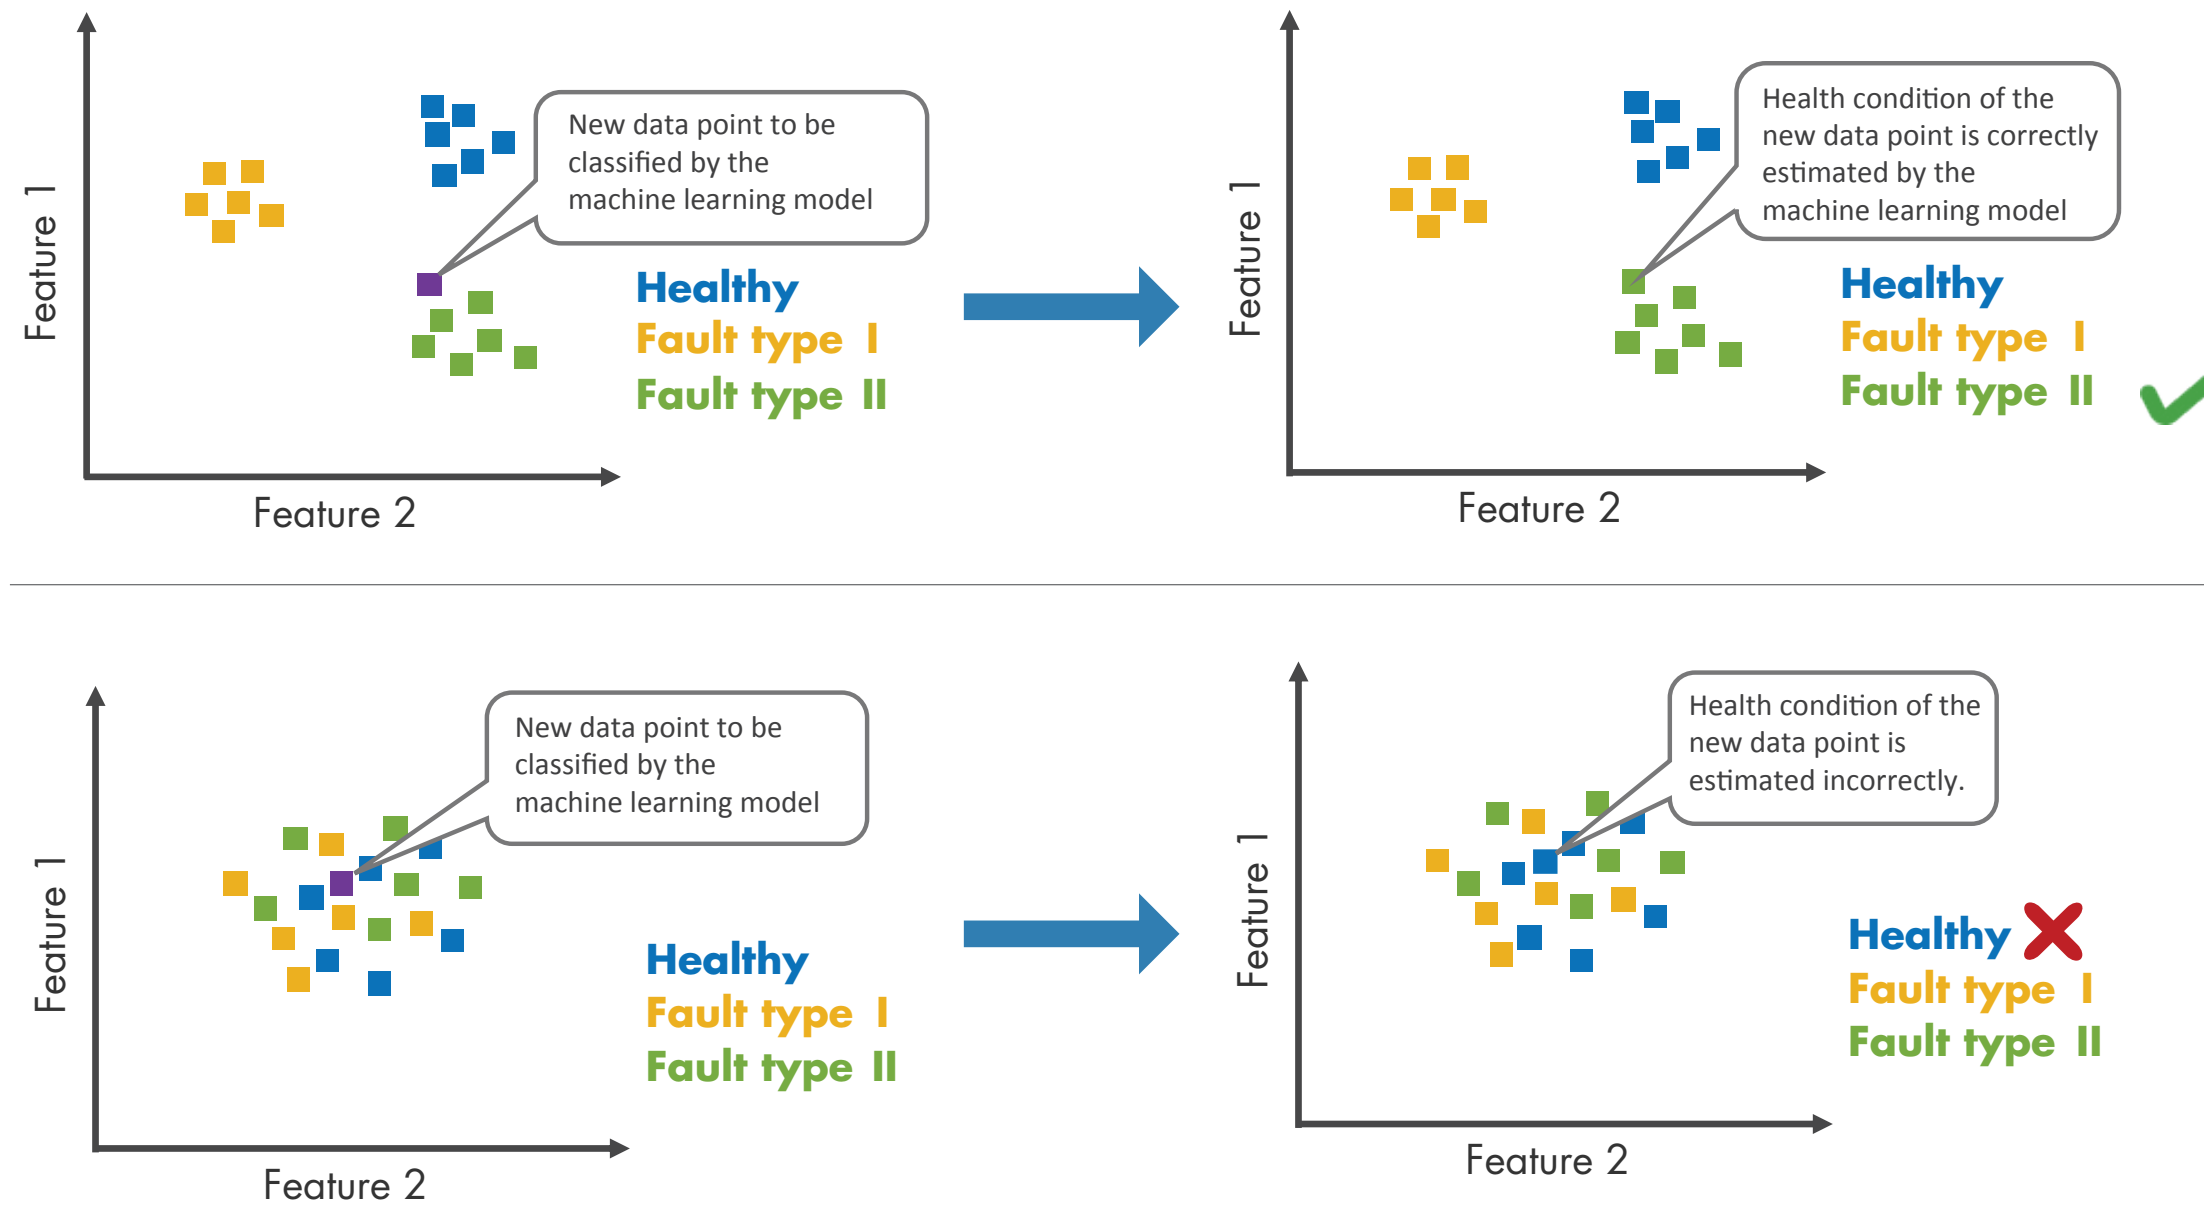 New data point to be
classified by the
machine learning model
Feature 1
Healthy
Fault type I
Fault type II
Feature 2
Health condition of the
new data point is correctly
estimated by the
machine learning model
Feature 1
Healthy
Fault type I
Fault type II
Feature 2
New data point to be
classified by the
machine learning model
Feature 1
Healthy
Fault type I
Fault type II
Feature 2
Health condition of the
new data point is
estimated incorrectly.
Feature 1
Healthy
Fault type I
Fault type II
Feature 2